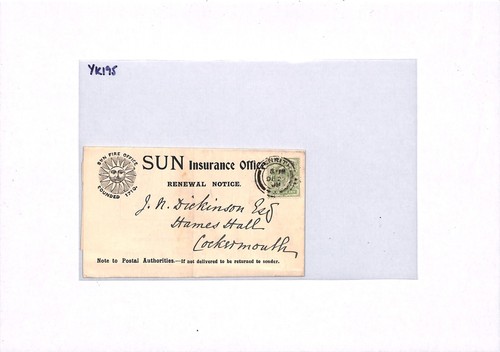 YK195
SUN FIRE OFFICE
FOUNDED 1710.
SUN Insurance Office
RENEWAL NOTICE.
J. N. Dickinson Esq
Hames Hall
Cockermouth
Note to Postal Authorities.—If not delivered to be returned to sender.